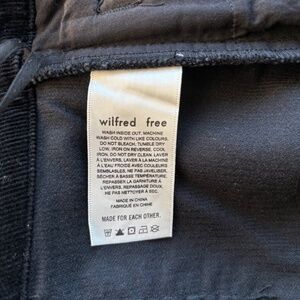 wilfred free
WASH INSIDE OUT, MACHINE
WASH COLD WITH LIKE COLOURS,
DO NOT BLEACH, TUMBLE DRY
LOW, IRON ON REVERSE, COOL
IRON, DO NOT DRY CLEAN. LAVER
À L'ENVERS, LAVER À LA MACHINE
À L'EAU FROIDE AVEC COULEURS
SEMBLABLES, NE PAS JAVELISER,
SÉCHER À BASSE TEMPÉRATURE,
REPASSER LA GARNITURE À
L'ENVERS, REPASSAGE DOUX,
NE PAS NETTOYER À SEC.
MADE IN CHINA
FABRIQUÉ EN CHINE
MADE FOR EACH OTHER.